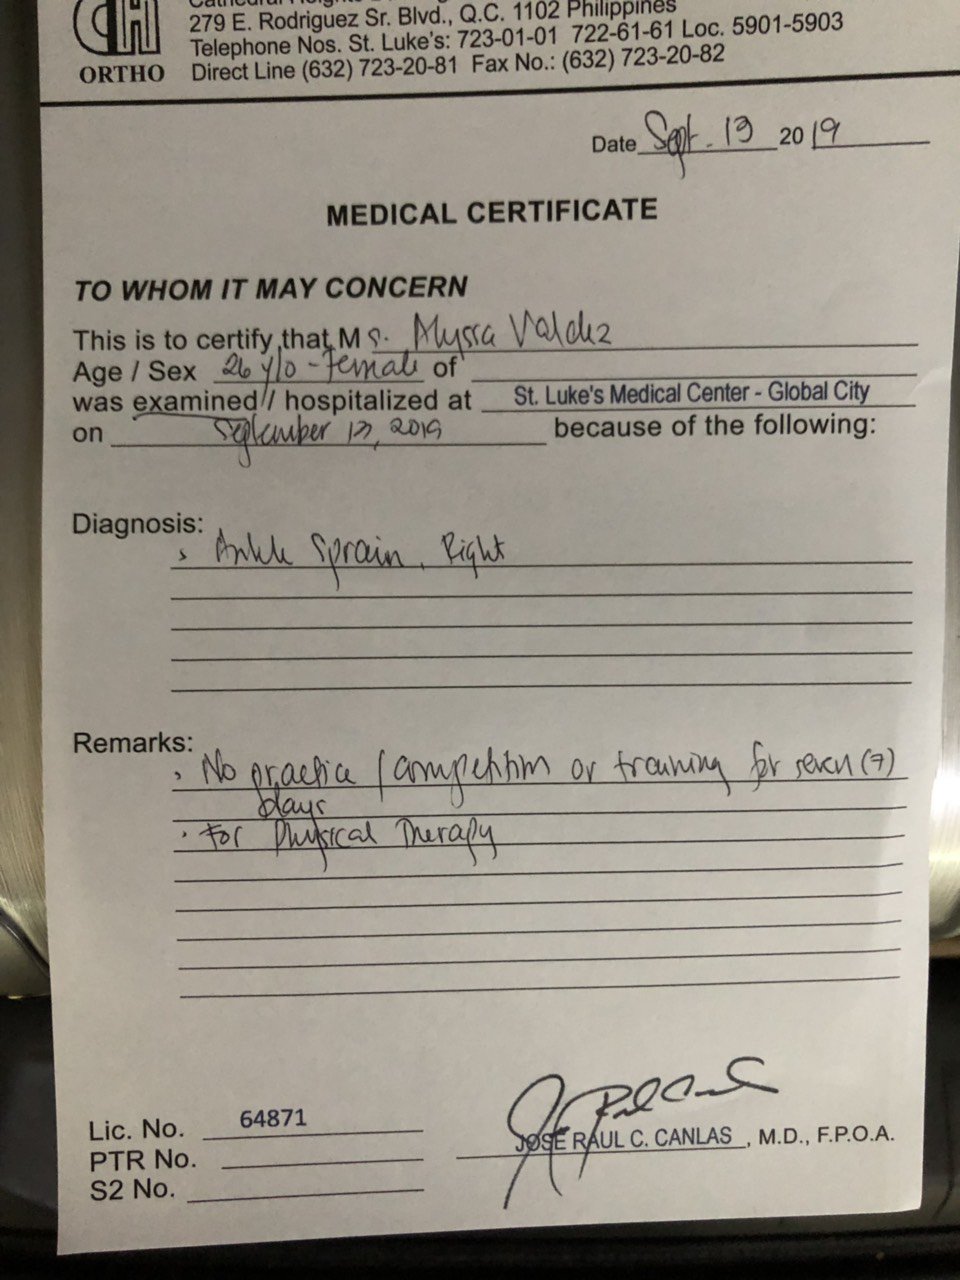 279 E. Rodriguez Sr. Blvd., Q.C. 1102 Philippines
Telephone Nos. St. Luke's: 723-01-01 722-61-61 Loc. 5901-5903
ORTHO Direct Line (632) 723-20-81 Fax No.: (632) 723-20-82
Date Sept. 13 2019
MEDICAL CERTIFICATE
TO WHOM IT MAY CONCERN
This is to certify that Ms. Alyssa Valdez
Age / Sex 26 y/o - Female of
was examined / hospitalized at St. Luke's Medical Center - Global City
on September 13, 2019 because of the following:
Diagnosis:
Ankle Sprain, Right
Remarks:
No practice / competition or training for seven (7)
days
For Physical Therapy
Lic. No. 64871
JOSE RAUL C. CANLAS, M.D., F.P.O.A.
PTR No.
S2 No.